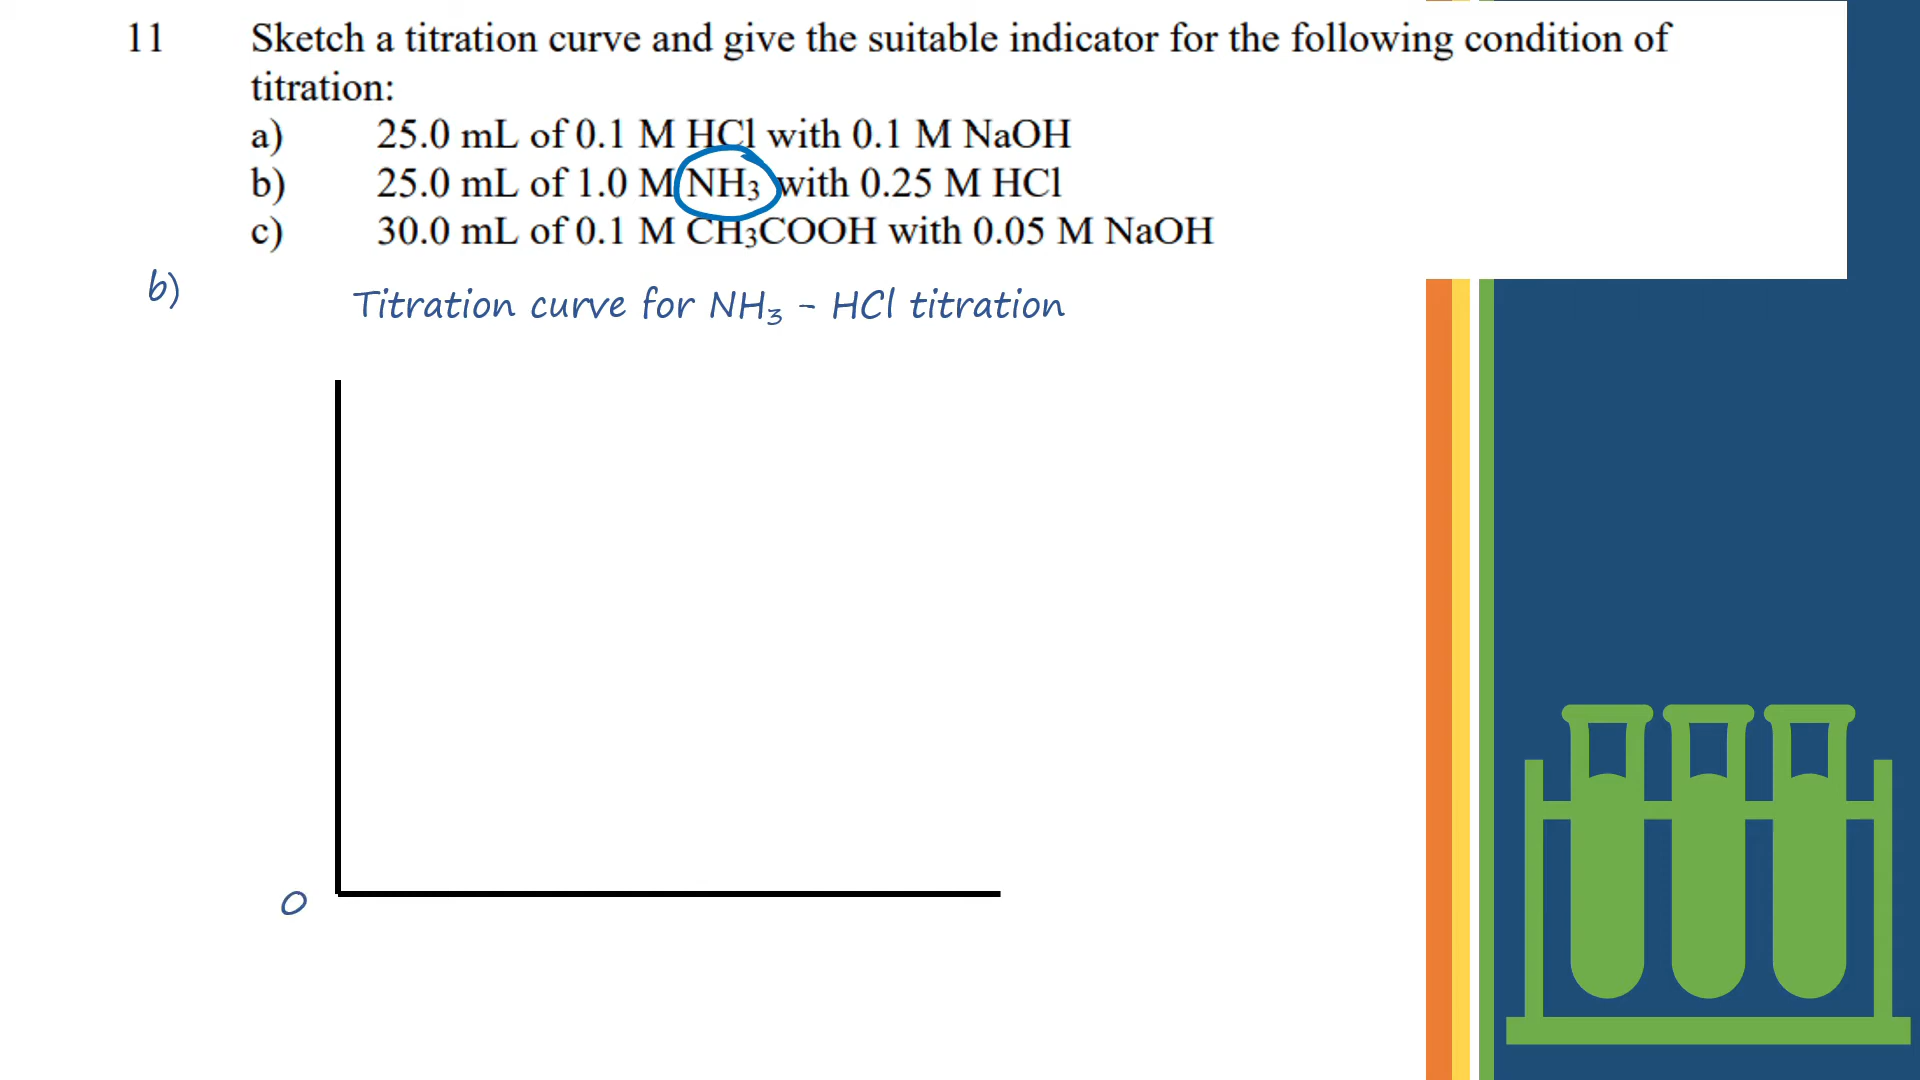 11 Sketch a titration curve and give the suitable indicator for the following condition of
titration:
a) 25.0 mL of 0.1 M HCl with 0.1 M NaOH
b) 25.0 mL of 1.0 M NH₃ with 0.25 M HCl
c) 30.0 mL of 0.1 M CH₃COOH with 0.05 M NaOH
b)
Titration curve for NH₃ - HCl titration
0